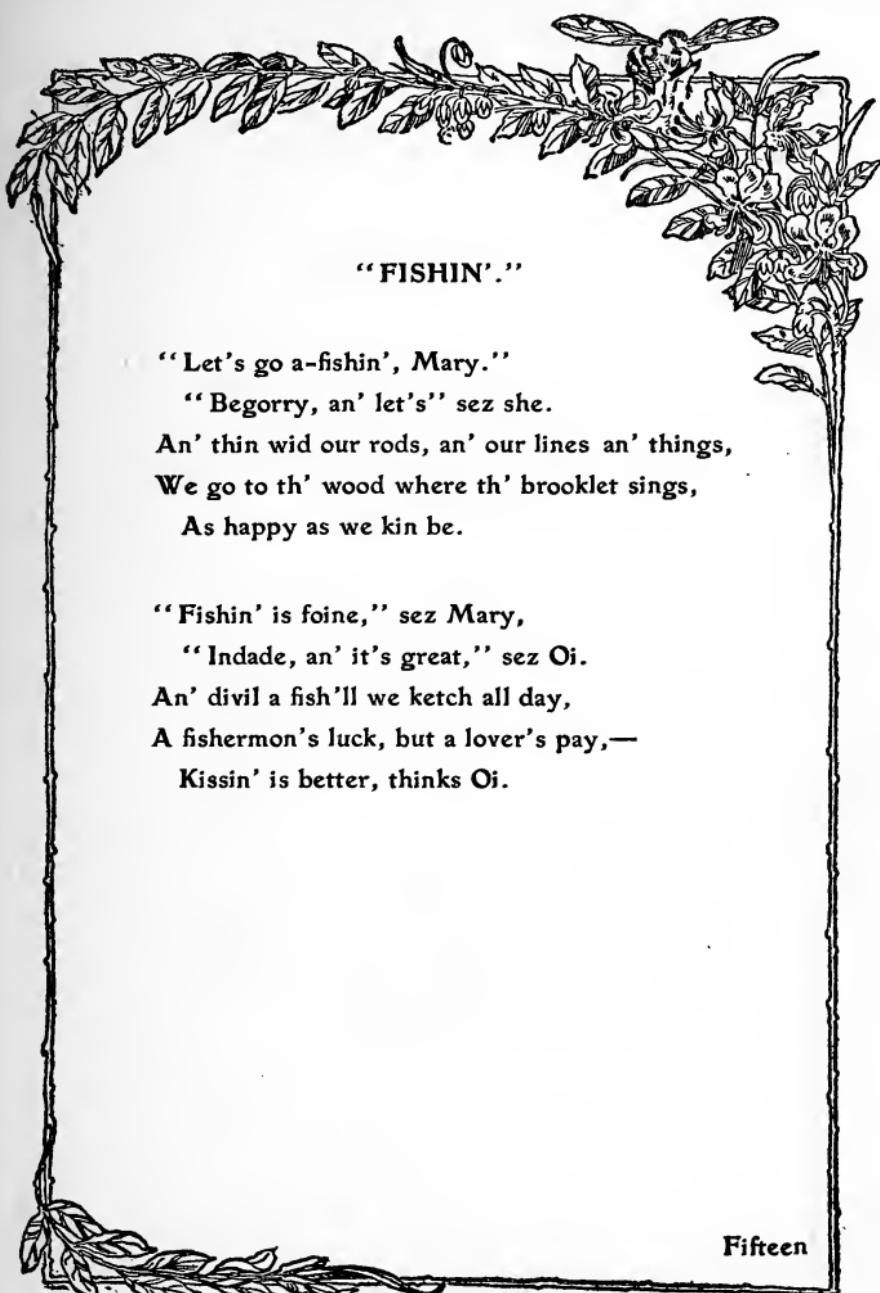 "FISHIN'."
"Let's go a-fishin', Mary."
"Begorry, an' let's" sez she.
An' thin wid our rods, an' our lines an' things,
We go to th' wood where th' brooklet sings,
As happy as we kin be.
"Fishin' is foine," sez Mary,
"Indade, an' it's great," sez Oi.
An' divil a fish'll we ketch all day,
A fishermon's luck, but a lover's pay,—
Kissin' is better, thinks Oi.
Fifteen